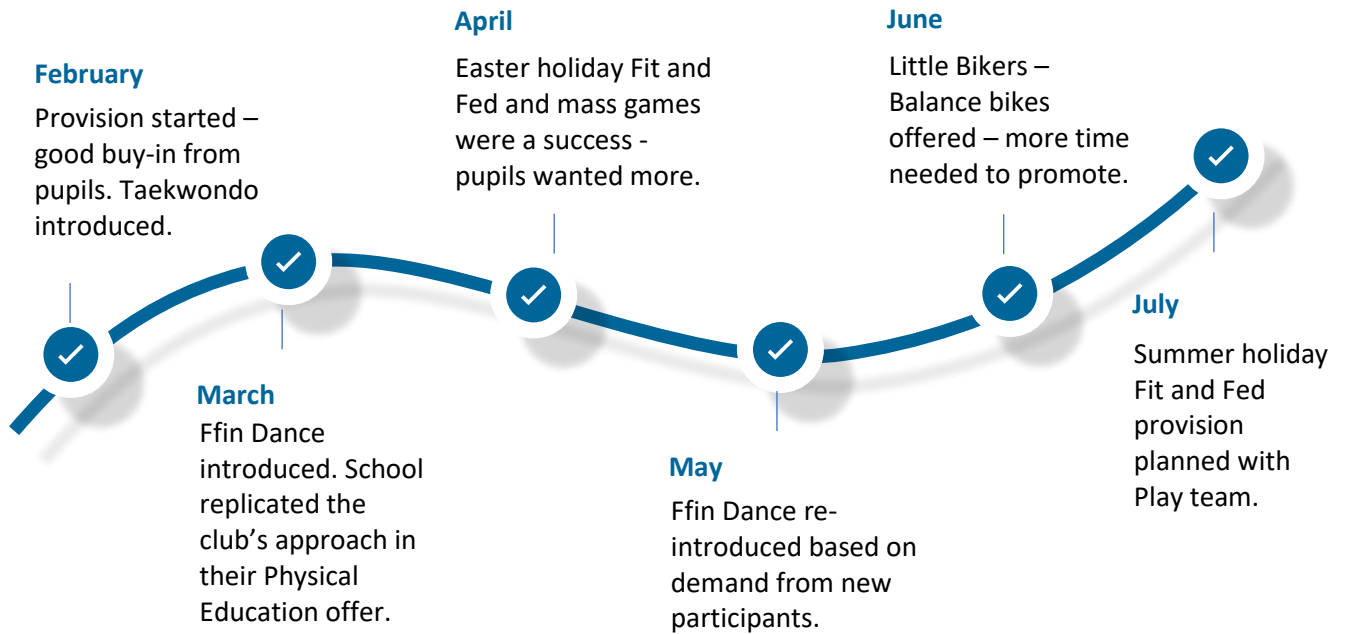 February
Provision started –
good buy-in from
pupils. Taekwondo
introduced.
March
Ffin Dance
introduced. School
replicated the
club’s approach in
their Physical
Education offer.
April
Easter holiday Fit and
Fed and mass games
were a success -
pupils wanted more.
May
Ffin Dance re-
introduced based on
demand from new
participants.
June
Little Bikers –
Balance bikes
offered – more time
needed to promote.
July
Summer holiday
Fit and Fed
provision
planned with
Play team.